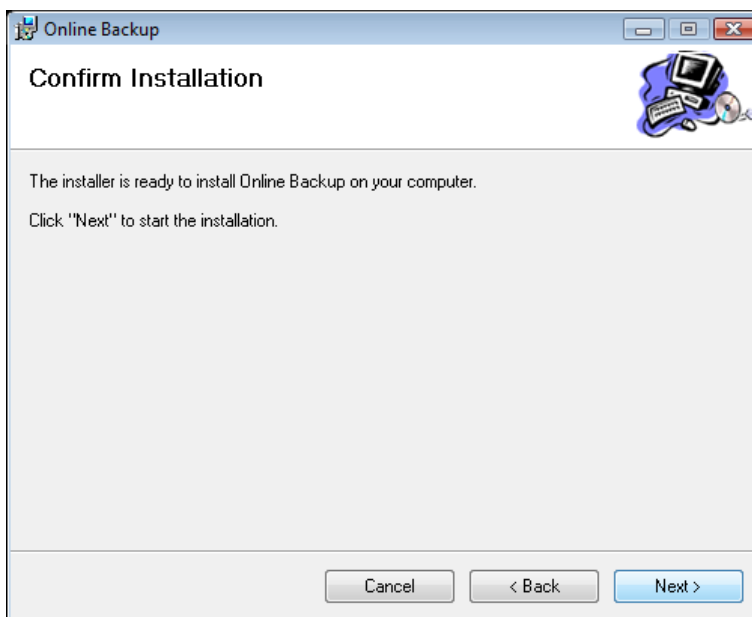 Online Backup
Confirm Installation
The installer is ready to install Online Backup on your computer.
Click "Next" to start the installation.
Cancel
< Back
Next >